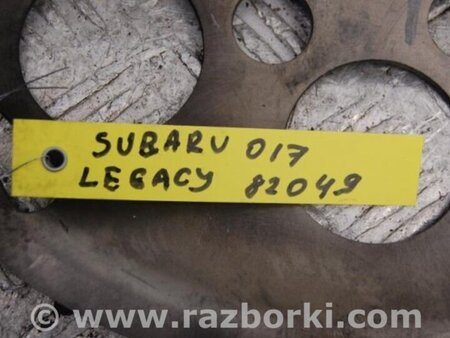 SUBARU 017
LEGACY 82049
© www.razborki.com